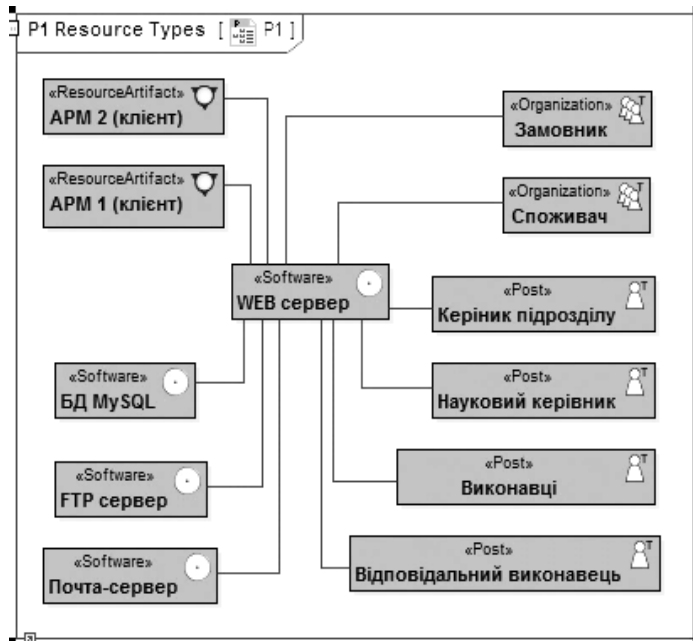 P1 Resource Types [ P1 ]
«ResourceArtifact»
АРМ 2 (клієнт)
«ResourceArtifact»
АРМ 1 (клієнт)
«Organization»
Замовник
«Organization»
Споживач
«Software»
WEB сервер
«Post»
Керіник підрозділу
«Post»
Науковий керівник
«Post»
Виконавці
«Post»
Відповідальний виконавець
«Software»
БД MySQL
«Software»
FTP сервер
«Software»
Почта-сервер